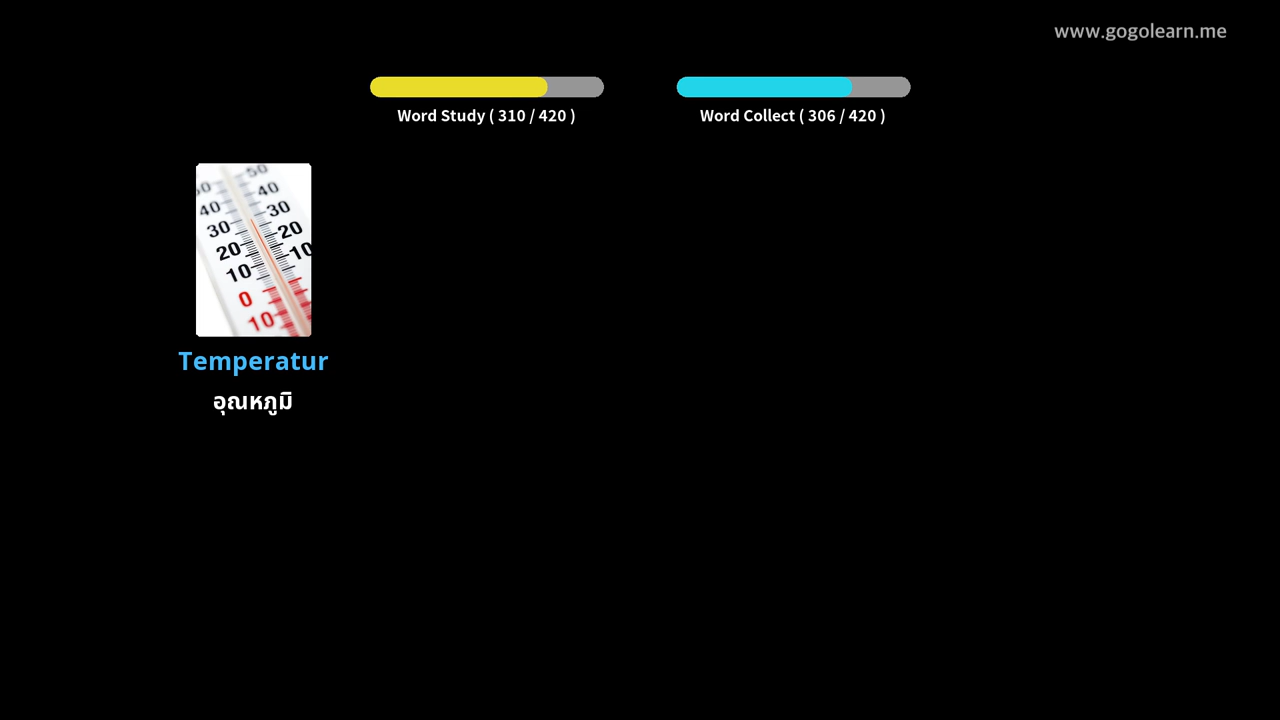 www.gogolearn.me
Word Study ( 310 / 420 )
Word Collect ( 306 / 420 )
50
40 40
30 30
20 20
10 10
0
10
Temperatur
อุณหภูมิ